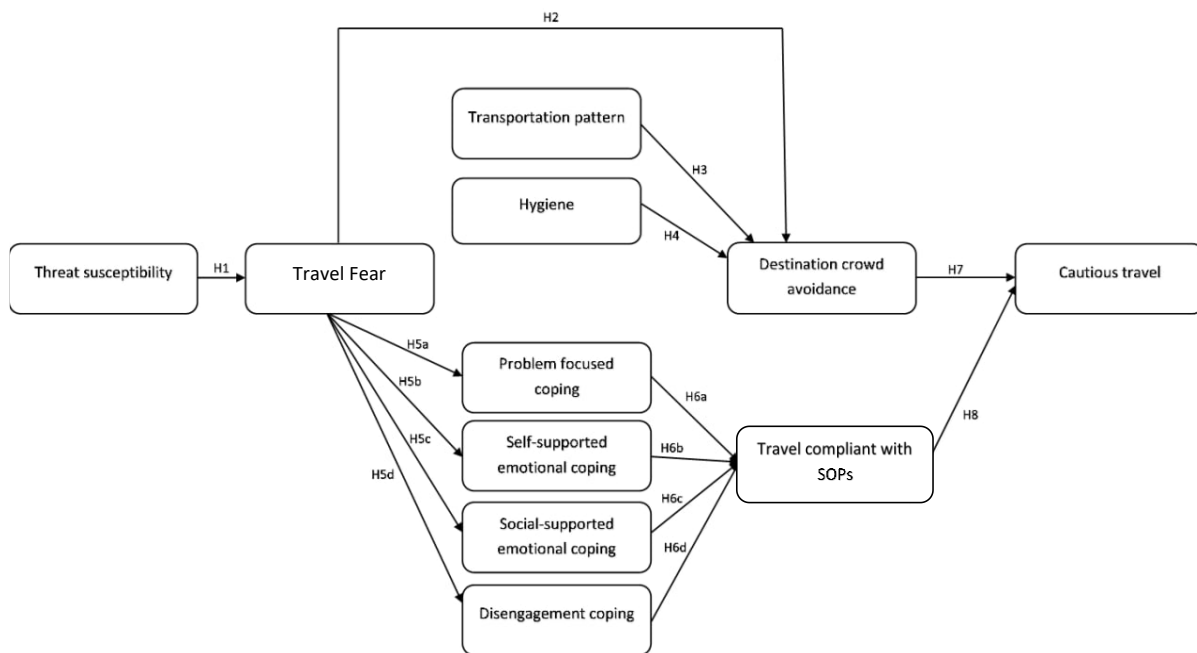 H2
Transportation pattern
H3
Hygiene
H4
Threat susceptibility
H1
Travel Fear
Destination crowd
avoidance
H7
Cautious travel
H5a
Problem focused
coping
H6a
H5b
H5c
H5d
Self-supported
emotional coping
H6b
Travel compliant with
SOPs
H8
H6c
Social-supported
emotional coping
H6d
Disengagement coping